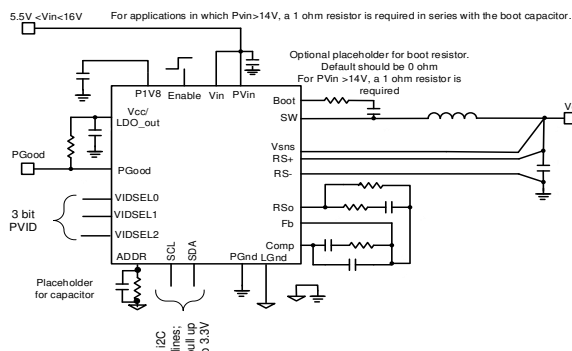 5.5V <Vin<16V
For applications in which Pvin>14V, a 1 ohm resistor is required in series with the boot capacitor.
Optional placeholder for boot resistor.
Default should be 0 ohm
For PVin >14V, a 1 ohm resistor is
required
P1V8
Enable
Vin
PVin
Boot
SW
Vcc/
LDO_out
PGood
PGood
Vsns
RS+
RS-
3 bit
PVID
VIDSEL0
VIDSEL1
VIDSEL2
RSo
Fb
Comp
ADDR
SCL
SDA
PGnd
LGnd
Placeholder
for capacitor
i2C
lines;
pull up
3.3V